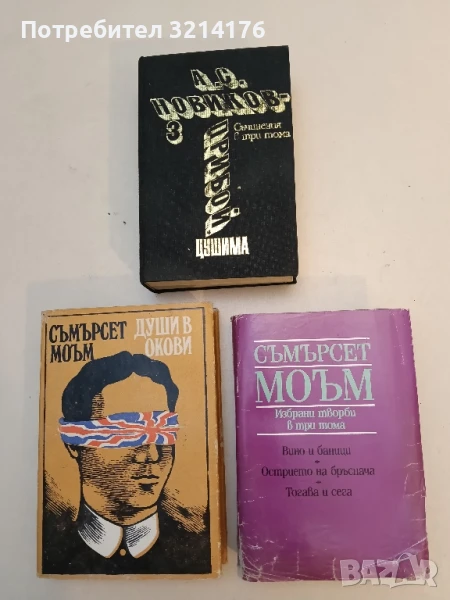 Потребител 3214176
А.С.
НОВИКОВ-
ПРИБОЙ
3
Съчинения
в три тома
ЦУШИМА
СЪМЪРСЕТ
МОЪМ
ДУШИ В
ОКОВИ
СЪМЪРСЕТ
МОЪМ
Избрани творби
в три тома
Вино и баници
Острието на бръснача
Тогава и сега
BAZAR